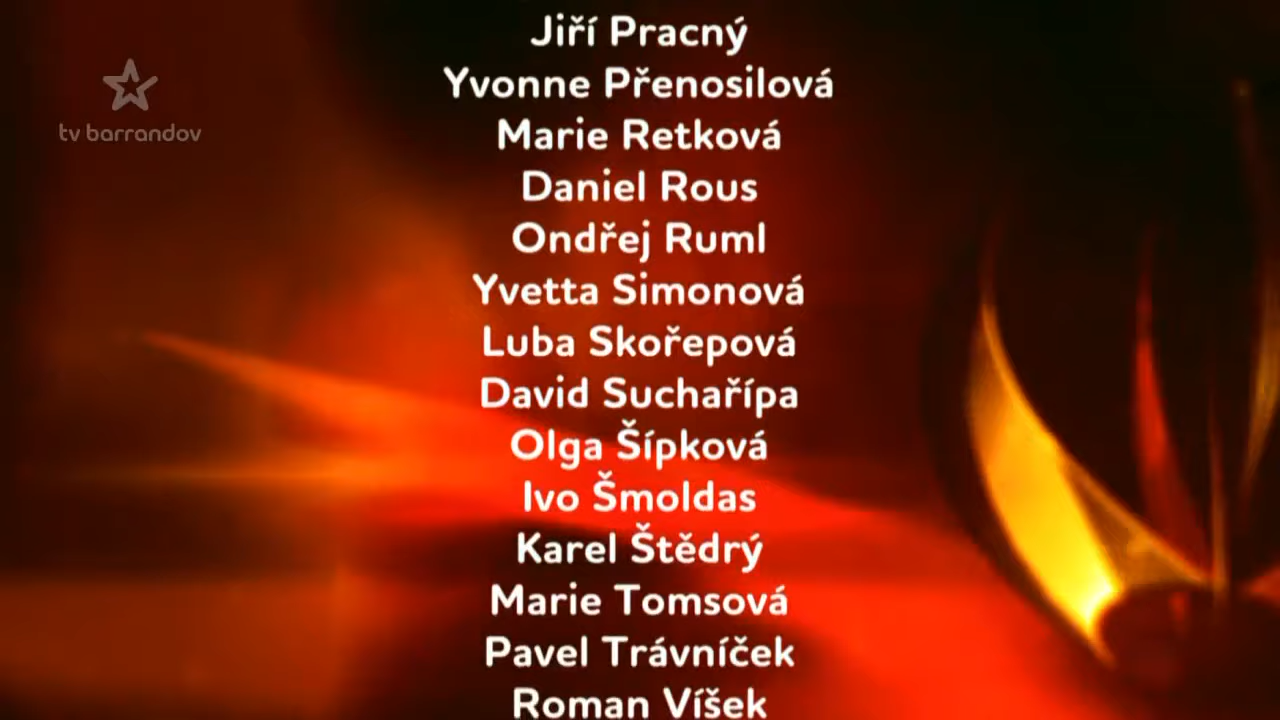 Jiří Pracný
Yvonne Přenosilová
tv barrandov
Marie Retková
Daniel Rous
Ondřej Ruml
Yvetta Simonová
Luba Skořepová
David Suchařípa
Olga Šípková
Ivo Šmoldas
Karel Štědrý
Marie Tomsová
Pavel Trávníček
Roman Víšek